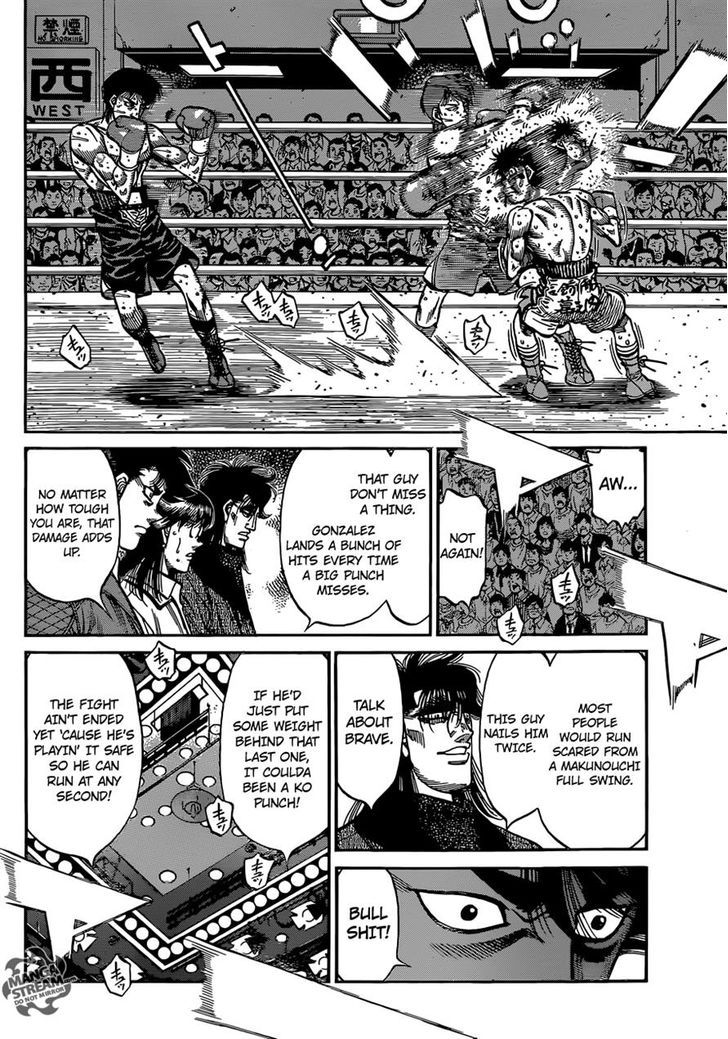 禁煙
NO SMOKING
西
WEST
AW...
NOT
AGAIN!
THAT GUY
DON'T MISS
A THING.
GONZALEZ
LANDS A BUNCH OF
HITS EVERY TIME
A BIG PUNCH
MISSES.
NO MATTER
HOW TOUGH
YOU ARE, THAT
DAMAGE ADDS
UP.
MOST
PEOPLE
WOULD RUN
SCARED FROM
A MAKUNOUCHI
FULL SWING.
THIS GUY
NAILS HIM
TWICE.
TALK
ABOUT
BRAVE.
BULL
SHIT!
IF HE'D
JUST PUT
SOME WEIGHT
BEHIND THAT
LAST ONE,
IT COULDA
BEEN A KO
PUNCH!
THE FIGHT
AIN'T ENDED
YET 'CAUSE HE'S
PLAYIN' IT SAFE
SO HE CAN
RUN AT ANY
SECOND!
MANGA
STREAM
DO NOT MIRROR